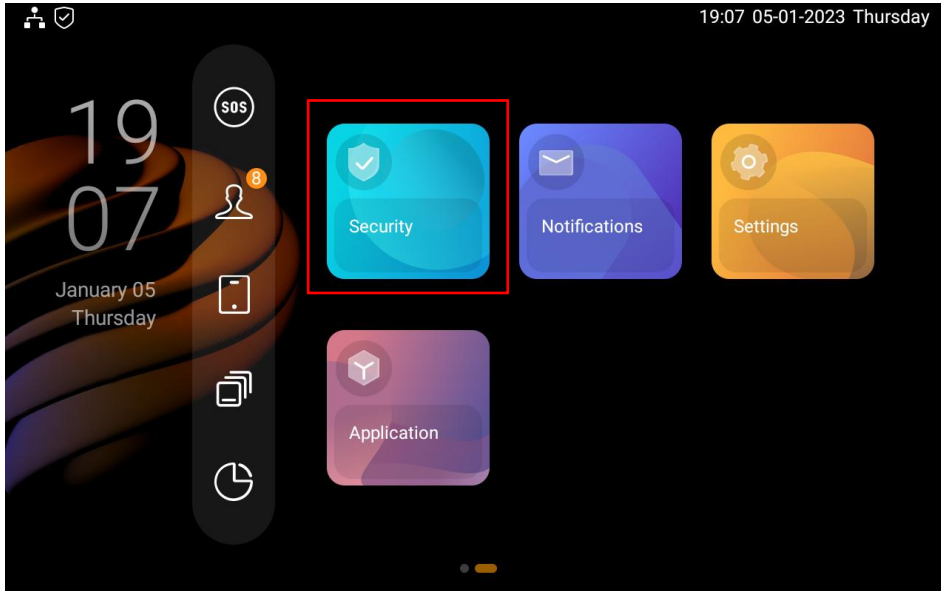 19:07 05-01-2023 Thursday
19
07
January 05
Thursday
SOS
8
Security
Notifications
Settings
Application